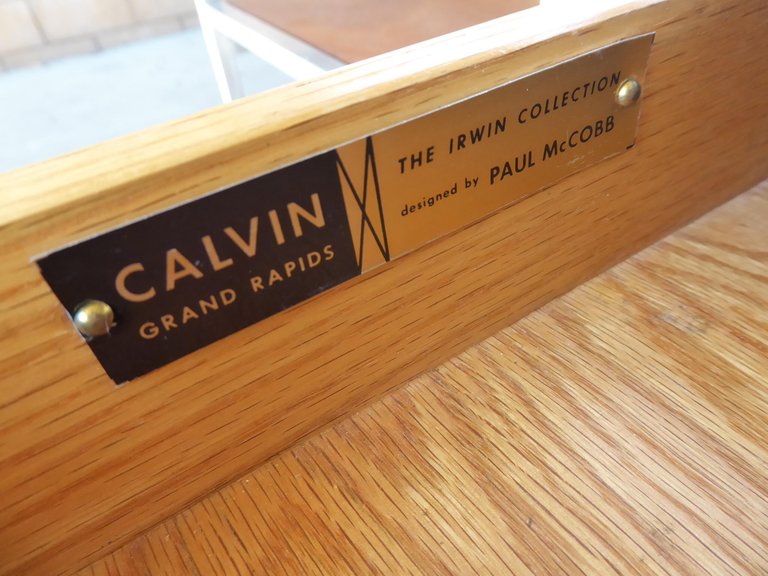 CALVIN
GRAND RAPIDS
THE IRWIN COLLECTION
designed by PAUL McCOBB